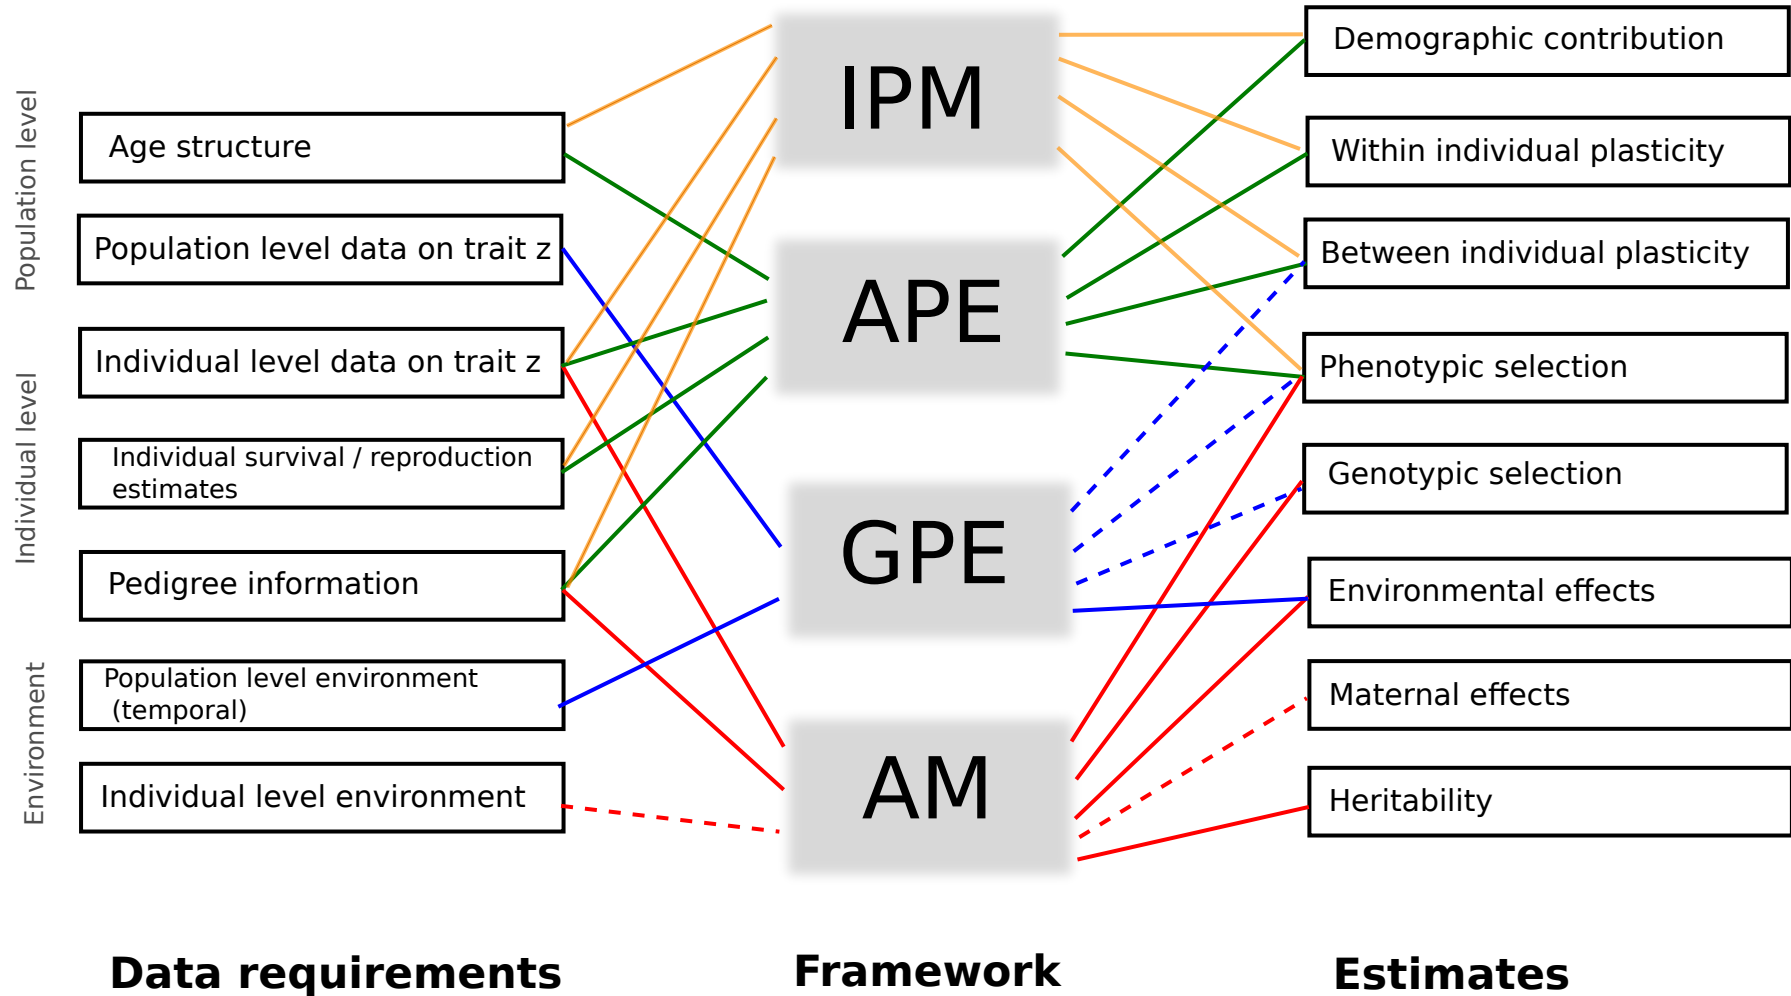 Population level
Individual level
Environment
Age structure
Population level data on trait z
Individual level data on trait z
Individual survival / reproduction
estimates
Pedigree information
Population level environment
(temporal)
Individual level environment
Data requirements
IPM
APE
GPE
AM
Framework
Demographic contribution
Within individual plasticity
Between individual plasticity
Phenotypic selection
Genotypic selection
Environmental effects
Maternal effects
Heritability
Estimates